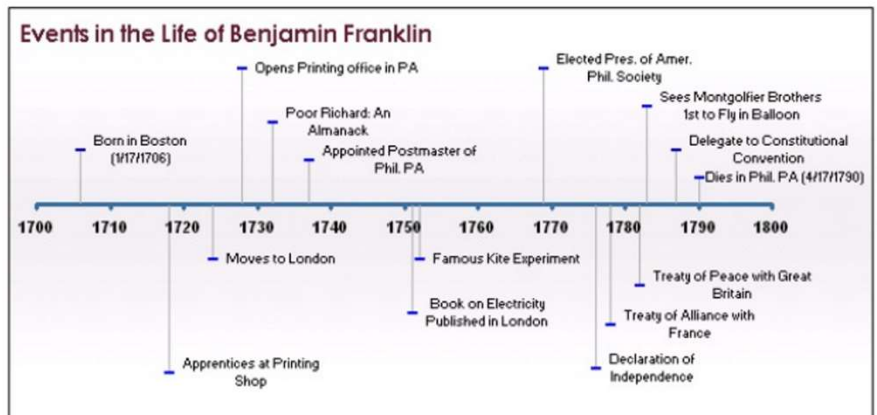 Events in the Life of Benjamin Franklin
Opens Printing office in PA
Elected Pres. of Amer.
Phil. Society
Sees Montgolfier Brothers
1st to Fly in Balloon
Poor Richard: An
Almanack
Born in Boston
(1/17/1706)
Appointed Postmaster of
Phil. PA
Delegate to Constitutional
Convention
Dies in Phil. PA (4/17/1790)
1700 1710 1720 1730 1740 1750 1760 1770 1780 1790 1800
Moves to London
Famous Kite Experiment
Treaty of Peace with Great
Britain
Book on Electricity
Published in London
Treaty of Alliance with
France
Apprentices at Printing
Shop
Declaration of
Independence